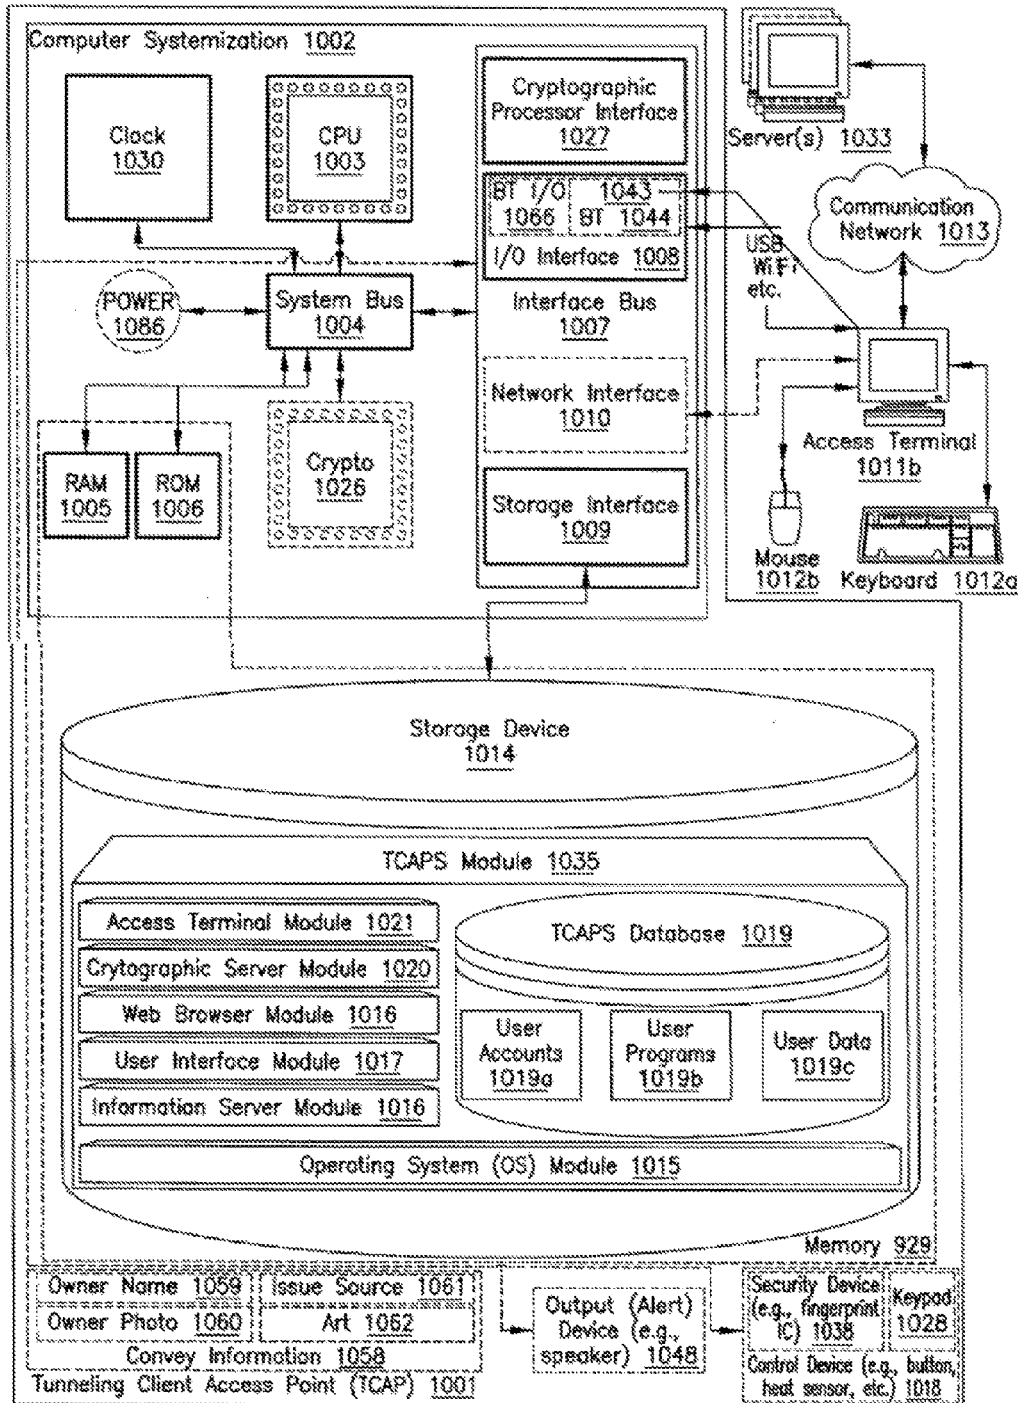 Computer Systemization 1002
Clock
1030
CPU
1003
Cryptographic
Processor Interface
1027
BT I/O
1066
1043
BT 1044
I/O Interface 1008
Interface Bus
1007
Network Interface
1010
Storage Interface
1009
POWER
1086
System Bus
1004
RAM
1005
ROM
1006
Crypto
1026
Server(s) 1033
Communication
Network 1013
USB,
WiFi
etc.
Access Terminal
1011b
Mouse
1012b
Keyboard 1012a
Storage Device
1014
TCAPS Module 1035
Access Terminal Module 1021
Crytographic Server Module 1020
Web Browser Module 1016
User Interface Module 1017
Information Server Module 1016
TCAPS Database 1019
User
Accounts
1019a
User
Programs
1019b
User Data
1019c
Operating System (OS) Module 1015
Memory 929
Owner Name 1059
Issue Source 1061
Owner Photo 1060
Art 1062
Convey Information 1058
Tunneling Client Access Point (TCAP) 1001
Output (Alert)
Device (e.g.,
speaker) 1048
Security Device
(e.g., fingerprint
IC) 1038
Keypad
1028
Control Device (e.g., button,
heat sensor, etc.) 1018